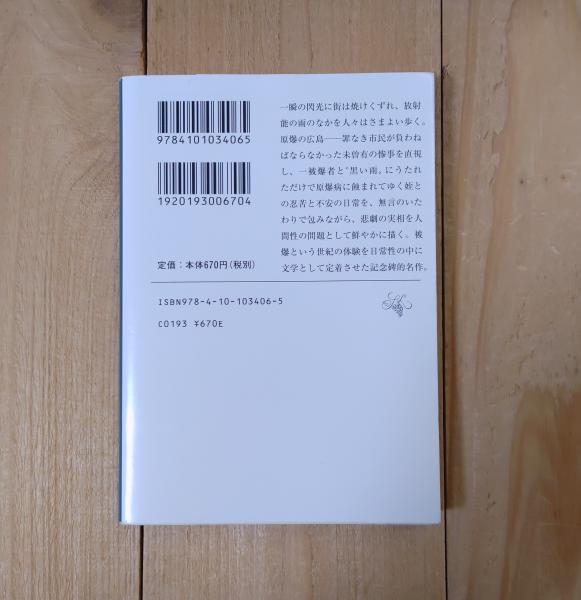 9784101034065
1920193006704
定価：本体670円(税別)
一瞬の閃光に街は焼けくずれ、放射
能の雨のなかを人々はさまよい歩く。
原爆の広島――罪なき市民が負わね
ばならなかった未曾有の惨事を直視
し、一被爆者と〝黒い雨〟にうたれ
ただけで原爆病に蝕まれてゆく姪と
の忍苦と不安の日常を、無言のいた
わりで包みながら、悲劇の実相を人
間性の問題として鮮やかに描く。被
爆という世紀の体験を日常性の中に
文学として定着させた記念碑的名作。
ISBN978-4-10-103406-5
C0193 ¥670E